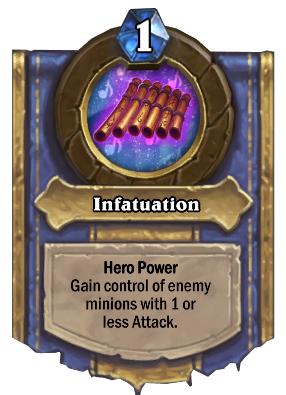 1
Infatuation
Hero Power
Gain control of enemy
minions with 1 or
less Attack.